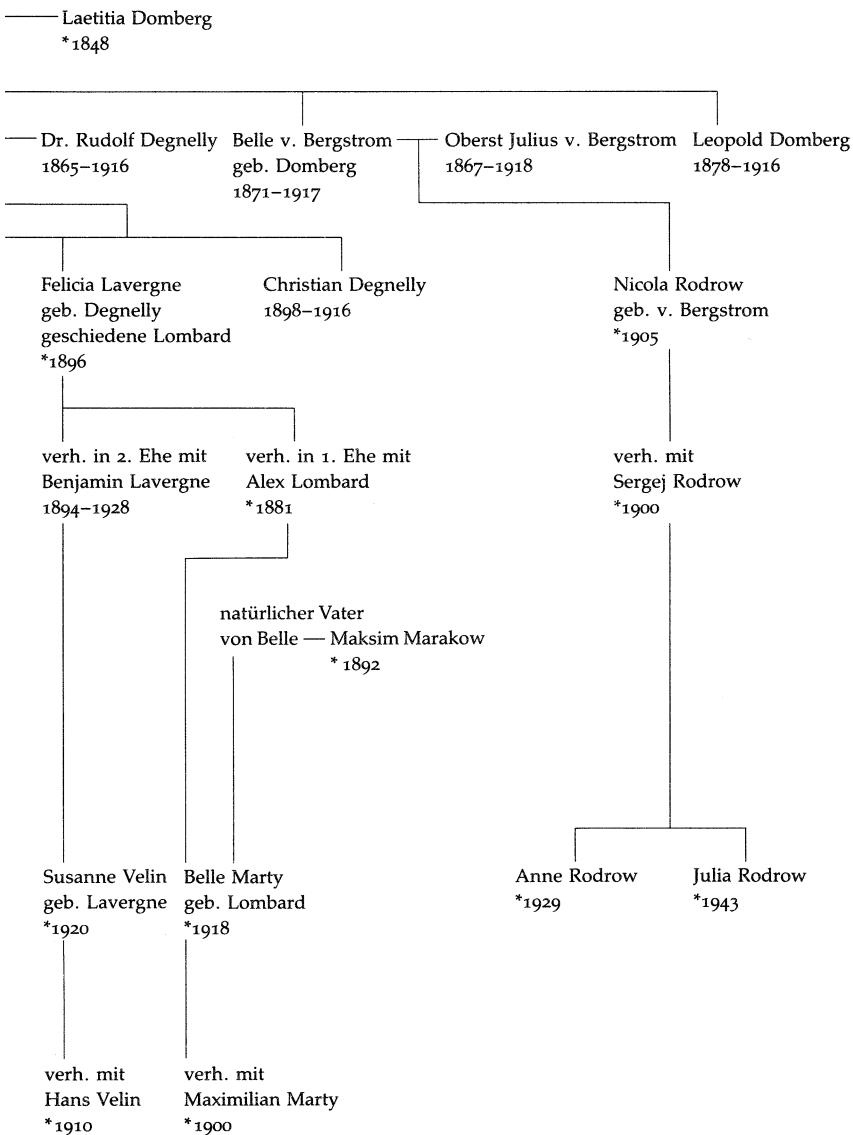 Laetitia Domberg
*1848
Dr. Rudolf Degnelly
1865–1916
Belle v. Bergstrom
geb. Domberg
1871–1917
Oberst Julius v. Bergstrom
1867–1918
Leopold Domberg
1878–1916
Felicia Lavergne
geb. Degnelly
geschiedene Lombard
*1896
Christian Degnelly
1898–1916
Nicola Rodrow
geb. v. Bergstrom
*1905
verh. in 2. Ehe mit
Benjamin Lavergne
1894–1928
verh. in 1. Ehe mit
Alex Lombard
*1881
verh. mit
Sergej Rodrow
*1900
natürlicher Vater
von Belle — Maksim Marakow
* 1892
Susanne Velin
geb. Lavergne
*1920
Belle Marty
geb. Lombard
*1918
Anne Rodrow
*1929
Julia Rodrow
*1943
verh. mit
Hans Velin
*1910
verh. mit
Maximilian Marty
*1900